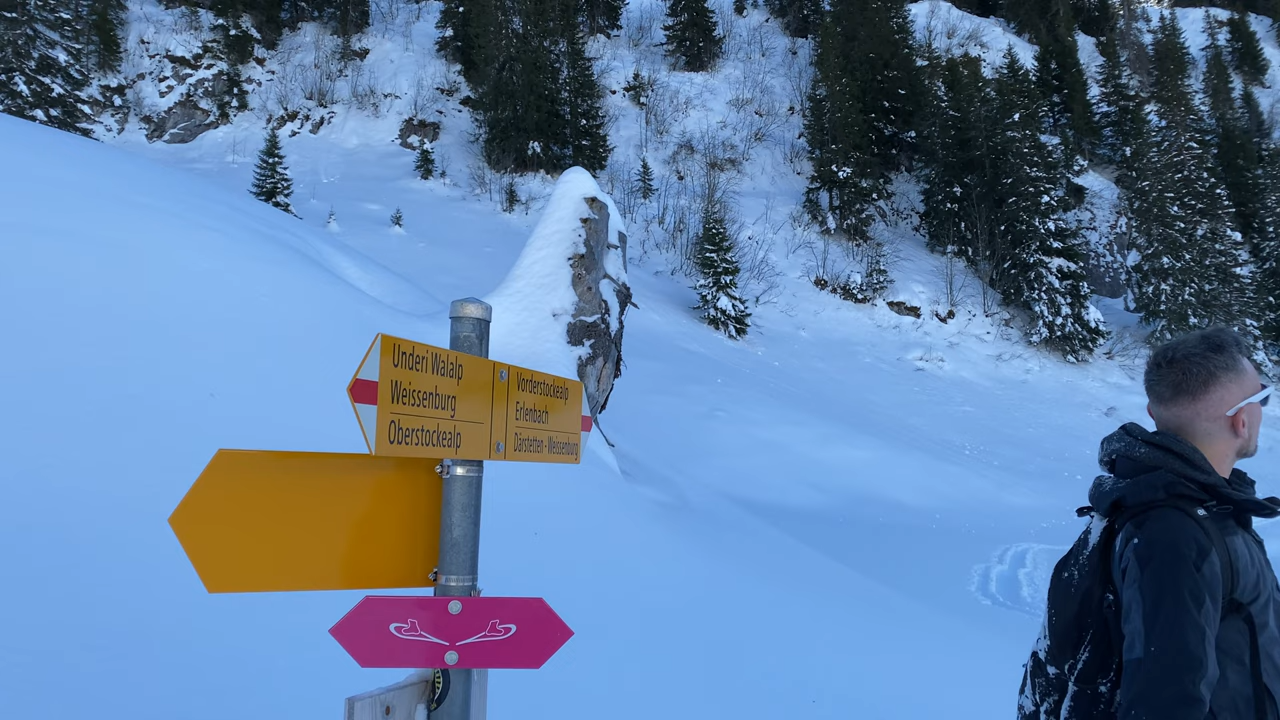 Underi Walalp
Weissenburg
Oberstockealp
Vorderstockealp
Erlenbach
Därstetten - Weissenburg